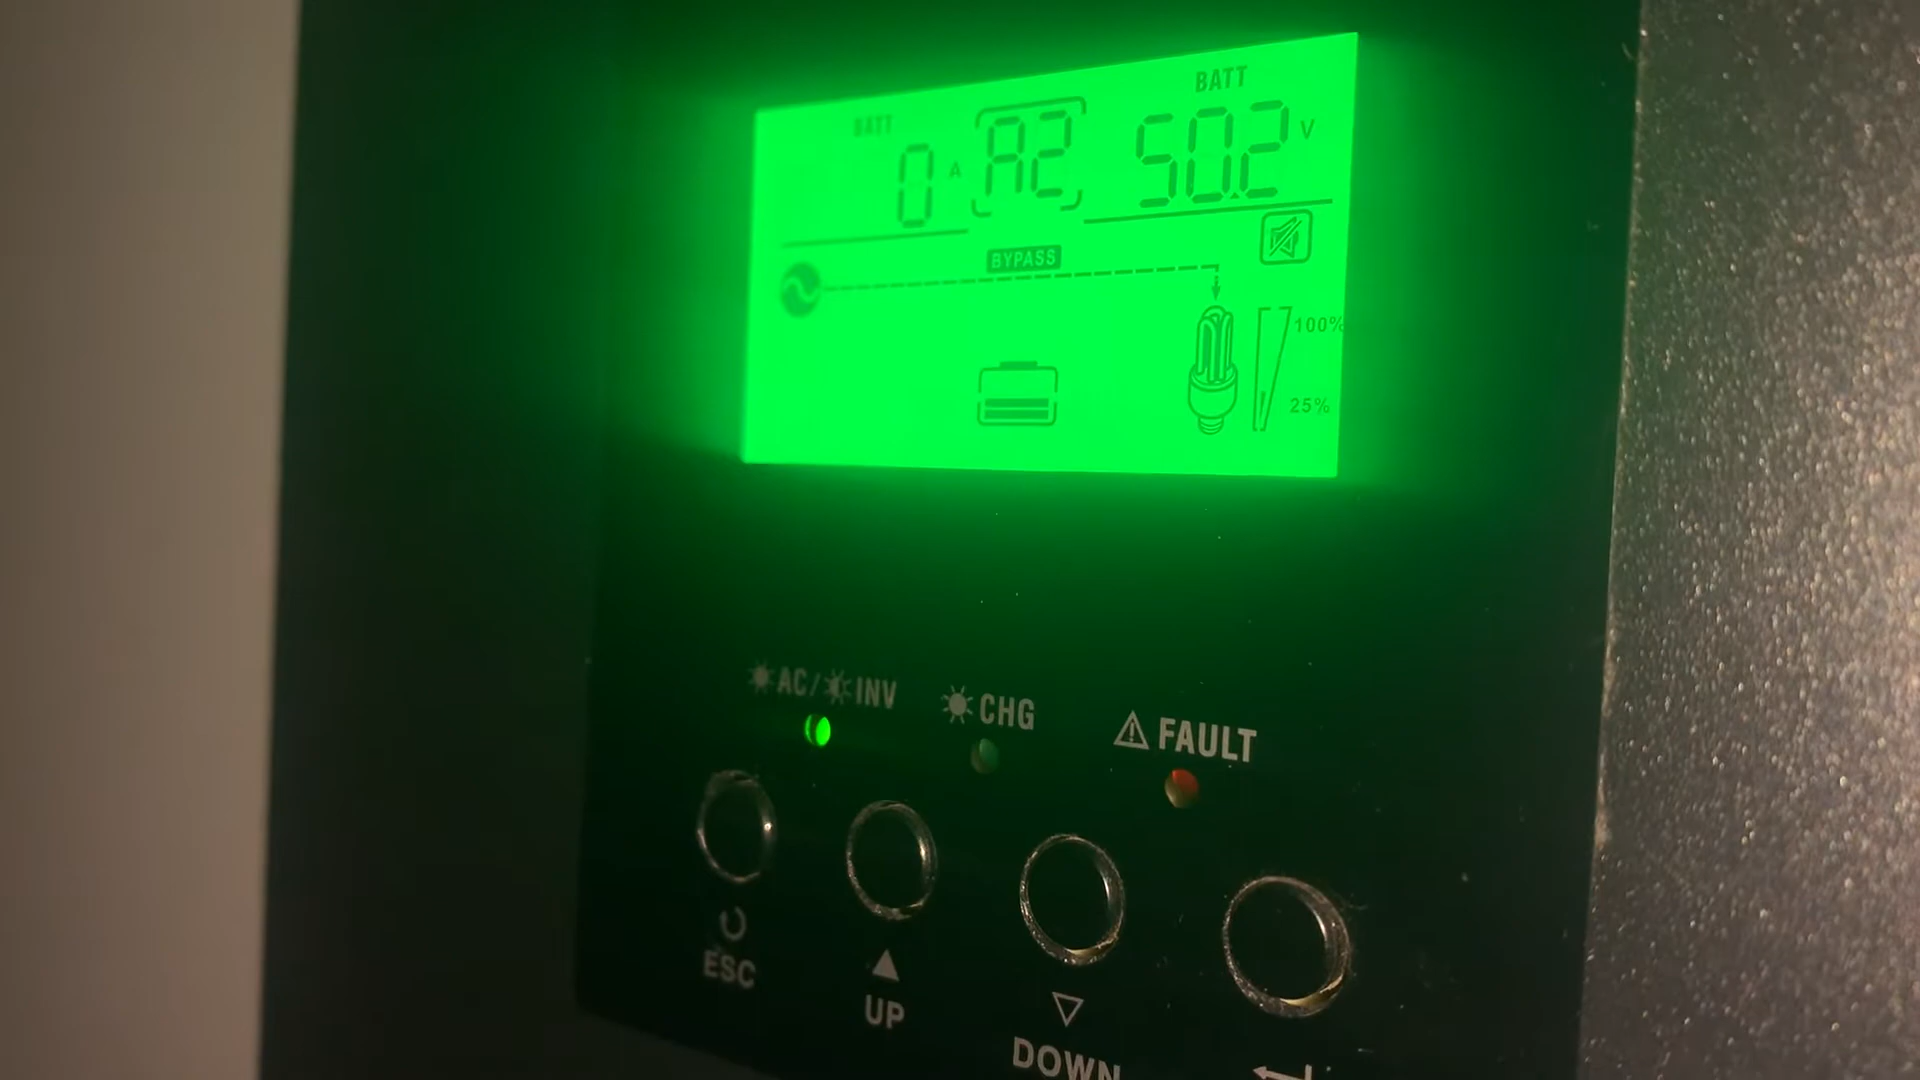 BATT
0 A
A2
BATT
50.2 V
BYPASS
100%
25%
AC/ INV
CHG
FAULT
ESC
UP
DOWN